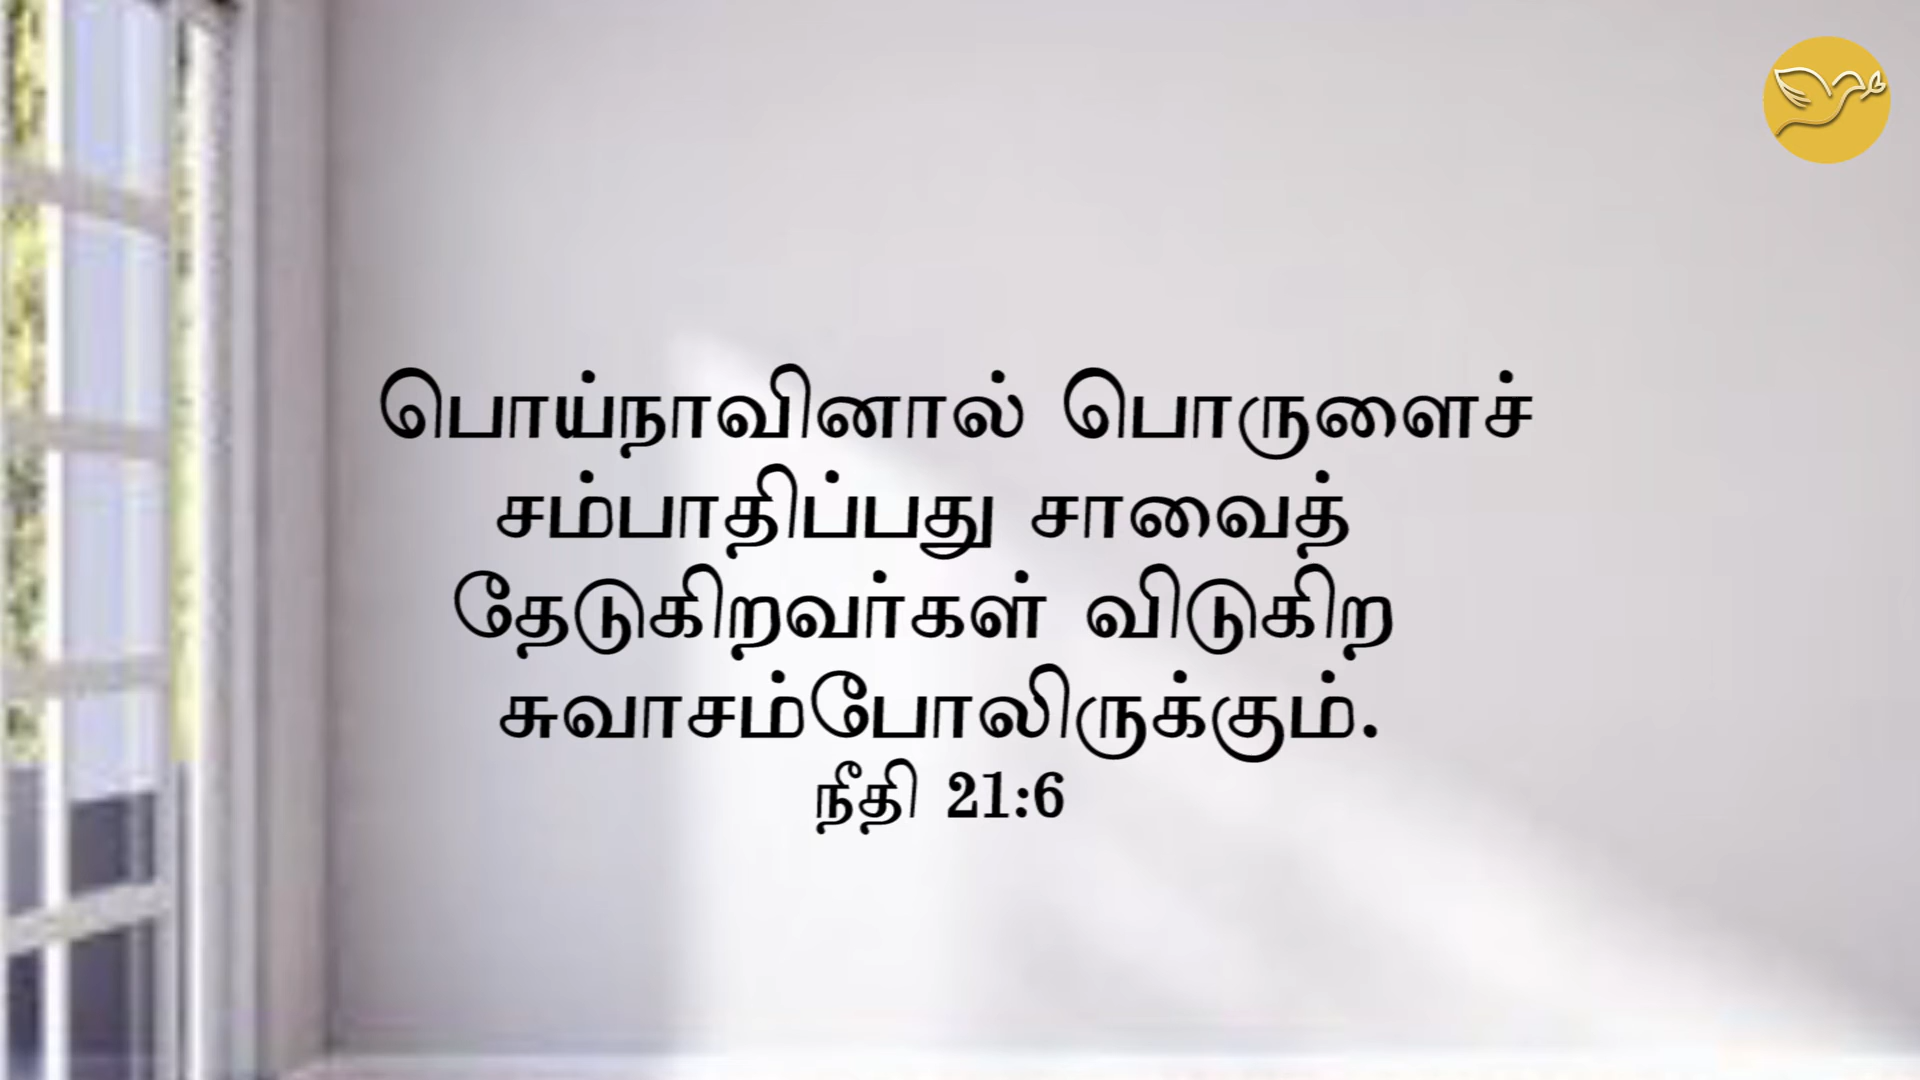 பொய்நாவினால் பொருளைச்
சம்பாதிப்பது சாவைத்
தேடுகிறவர்கள் விடுகிற
சுவாசம்போலிருக்கும்.
நீதி 21:6